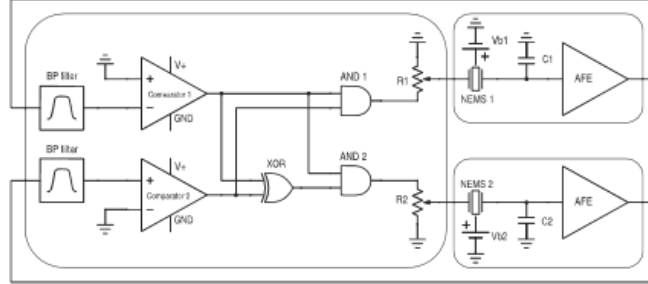 BP filter
V+
+
Comparator 1
−
GND
AND 1
R1
Vb1
+
NEMS 1
C1
AFE
BP filter
V+
+
Comparator 2
−
GND
XOR
AND 2
R2
NEMS 2
+
Vb2
C2
AFE